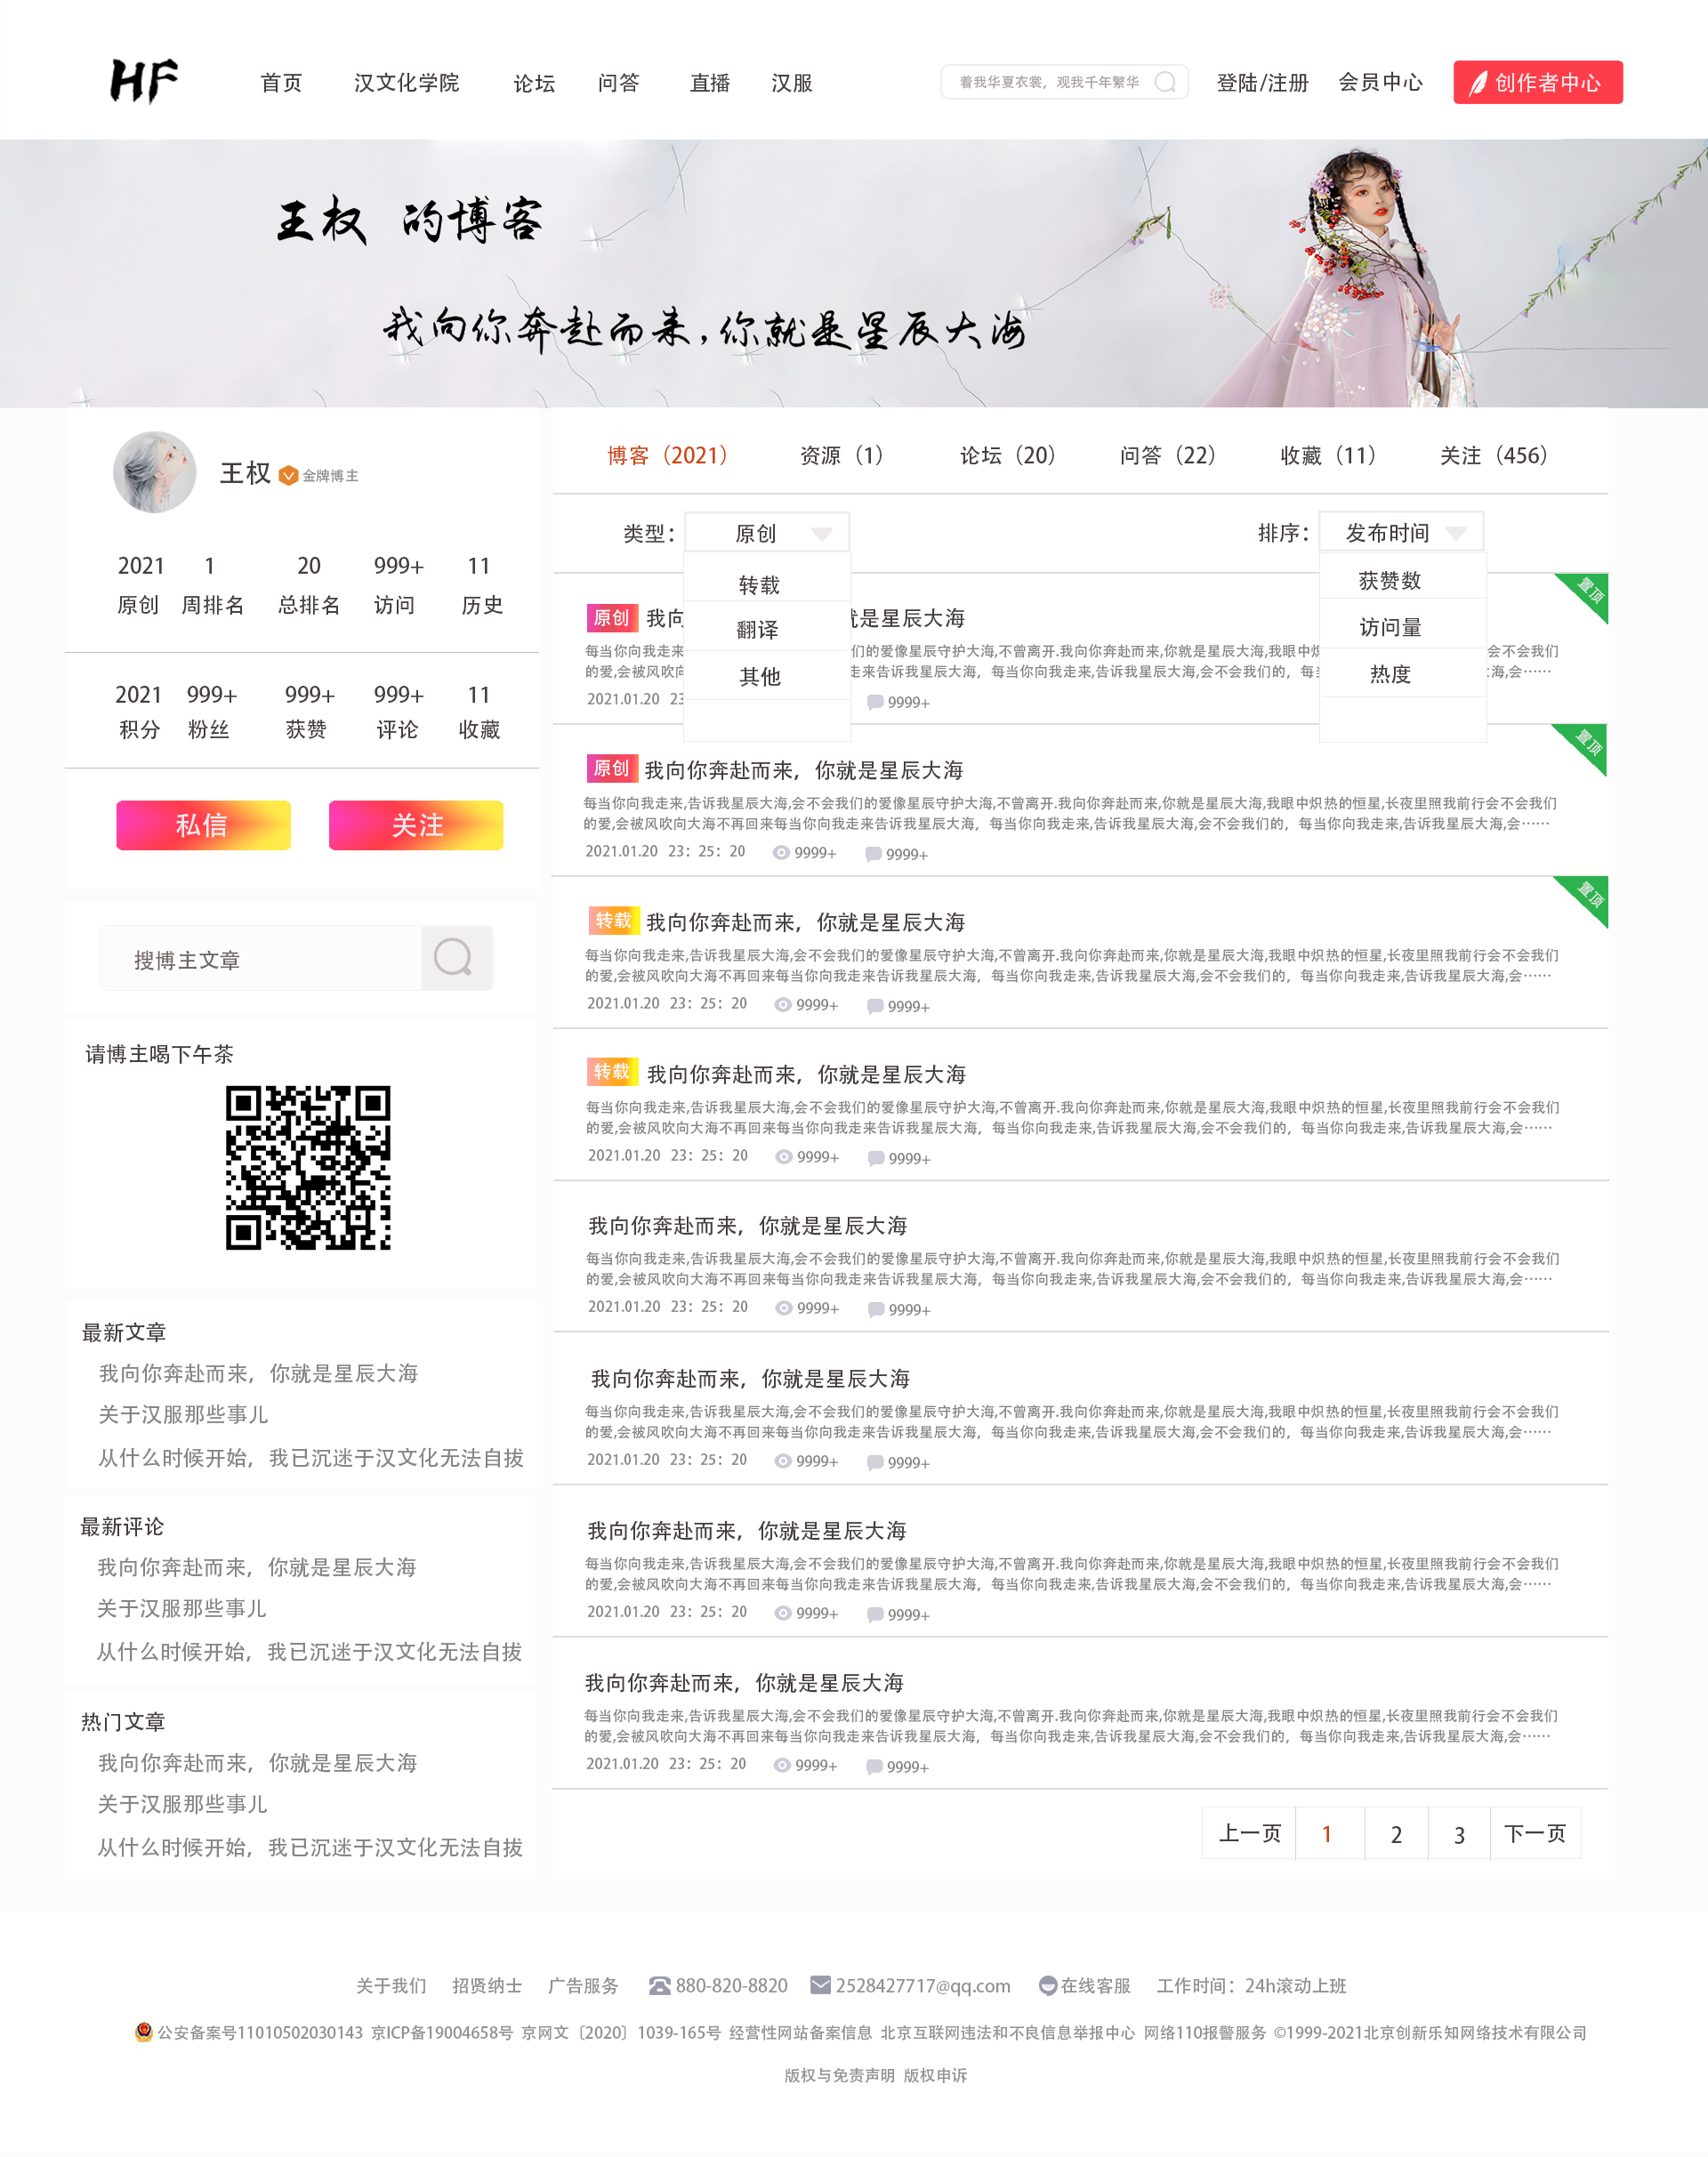 HF
首页 汉文化学院 论坛 问答 直播 汉服 着我华夏衣裳，观我千年繁华 登陆/注册 会员中心 创作者中心
王权 的博客
我向你奔赴而来,你就是星辰大海
王权 金牌博主
2021 1 20 999+ 11
原创 周排名 总排名 访问 历史
2021 999+ 999+ 999+ 11
积分 粉丝 获赞 评论 收藏
私信 关注
搜博主文章
请博主喝下午茶
最新文章
我向你奔赴而来，你就是星辰大海
关于汉服那些事儿
从什么时候开始，我已沉迷于汉文化无法自拔
最新评论
我向你奔赴而来，你就是星辰大海
关于汉服那些事儿
从什么时候开始，我已沉迷于汉文化无法自拔
热门文章
我向你奔赴而来，你就是星辰大海
关于汉服那些事儿
从什么时候开始，我已沉迷于汉文化无法自拔
博客（2021） 资源（1） 论坛（20） 问答（22） 收藏（11） 关注（456）
类型： 原创 排序： 发布时间
转载 获赞数
翻译 访问量
其他 热度
置顶
原创 我向 就是星辰大海
每当你向我走来 们的爱像星辰守护大海,不曾离开.我向你奔赴而来,你就是星辰大海,我眼中 会不会我们
的爱,会被风吹向 走来告诉我星辰大海，每当你向我走来,告诉我星辰大海,会不会我们的，每 海,会……
2021.01.20 23 9999+
置顶
原创 我向你奔赴而来，你就是星辰大海
每当你向我走来,告诉我星辰大海,会不会我们的爱像星辰守护大海,不曾离开.我向你奔赴而来,你就是星辰大海,我眼中炽热的恒星,长夜里照我前行会不会我们
的爱,会被风吹向大海不再回来每当你向我走来告诉我星辰大海，每当你向我走来,告诉我星辰大海,会不会我们的，每当你向我走来,告诉我星辰大海,会……
2021.01.20 23：25：20 9999+ 9999+
置顶
转载 我向你奔赴而来，你就是星辰大海
每当你向我走来,告诉我星辰大海,会不会我们的爱像星辰守护大海,不曾离开.我向你奔赴而来,你就是星辰大海,我眼中炽热的恒星,长夜里照我前行会不会我们
的爱,会被风吹向大海不再回来每当你向我走来告诉我星辰大海，每当你向我走来,告诉我星辰大海,会不会我们的，每当你向我走来,告诉我星辰大海,会……
2021.01.20 23：25：20 9999+ 9999+
转载 我向你奔赴而来，你就是星辰大海
每当你向我走来,告诉我星辰大海,会不会我们的爱像星辰守护大海,不曾离开.我向你奔赴而来,你就是星辰大海,我眼中炽热的恒星,长夜里照我前行会不会我们
的爱,会被风吹向大海不再回来每当你向我走来告诉我星辰大海，每当你向我走来,告诉我星辰大海,会不会我们的，每当你向我走来,告诉我星辰大海,会……
2021.01.20 23：25：20 9999+ 9999+
我向你奔赴而来，你就是星辰大海
每当你向我走来,告诉我星辰大海,会不会我们的爱像星辰守护大海,不曾离开.我向你奔赴而来,你就是星辰大海,我眼中炽热的恒星,长夜里照我前行会不会我们
的爱,会被风吹向大海不再回来每当你向我走来告诉我星辰大海，每当你向我走来,告诉我星辰大海,会不会我们的，每当你向我走来,告诉我星辰大海,会……
2021.01.20 23：25：20 9999+ 9999+
我向你奔赴而来，你就是星辰大海
每当你向我走来,告诉我星辰大海,会不会我们的爱像星辰守护大海,不曾离开.我向你奔赴而来,你就是星辰大海,我眼中炽热的恒星,长夜里照我前行会不会我们
的爱,会被风吹向大海不再回来每当你向我走来告诉我星辰大海，每当你向我走来,告诉我星辰大海,会不会我们的，每当你向我走来,告诉我星辰大海,会……
2021.01.20 23：25：20 9999+ 9999+
我向你奔赴而来，你就是星辰大海
每当你向我走来,告诉我星辰大海,会不会我们的爱像星辰守护大海,不曾离开.我向你奔赴而来,你就是星辰大海,我眼中炽热的恒星,长夜里照我前行会不会我们
的爱,会被风吹向大海不再回来每当你向我走来告诉我星辰大海，每当你向我走来,告诉我星辰大海,会不会我们的，每当你向我走来,告诉我星辰大海,会……
2021.01.20 23：25：20 9999+ 9999+
我向你奔赴而来，你就是星辰大海
每当你向我走来,告诉我星辰大海,会不会我们的爱像星辰守护大海,不曾离开.我向你奔赴而来,你就是星辰大海,我眼中炽热的恒星,长夜里照我前行会不会我们
的爱,会被风吹向大海不再回来每当你向我走来告诉我星辰大海，每当你向我走来,告诉我星辰大海,会不会我们的，每当你向我走来,告诉我星辰大海,会……
2021.01.20 23：25：20 9999+ 9999+
上一页 1 2 3 下一页
关于我们 招贤纳士 广告服务 880-820-8820 2528427717@qq.com 在线客服 工作时间：24h滚动上班
公安备案号11010502030143 京ICP备19004658号 京网文〔2020〕1039-165号 经营性网站备案信息 北京互联网违法和不良信息举报中心 网络110报警服务 ©1999-2021北京创新乐知网络技术有限公司
版权与免责声明 版权申诉